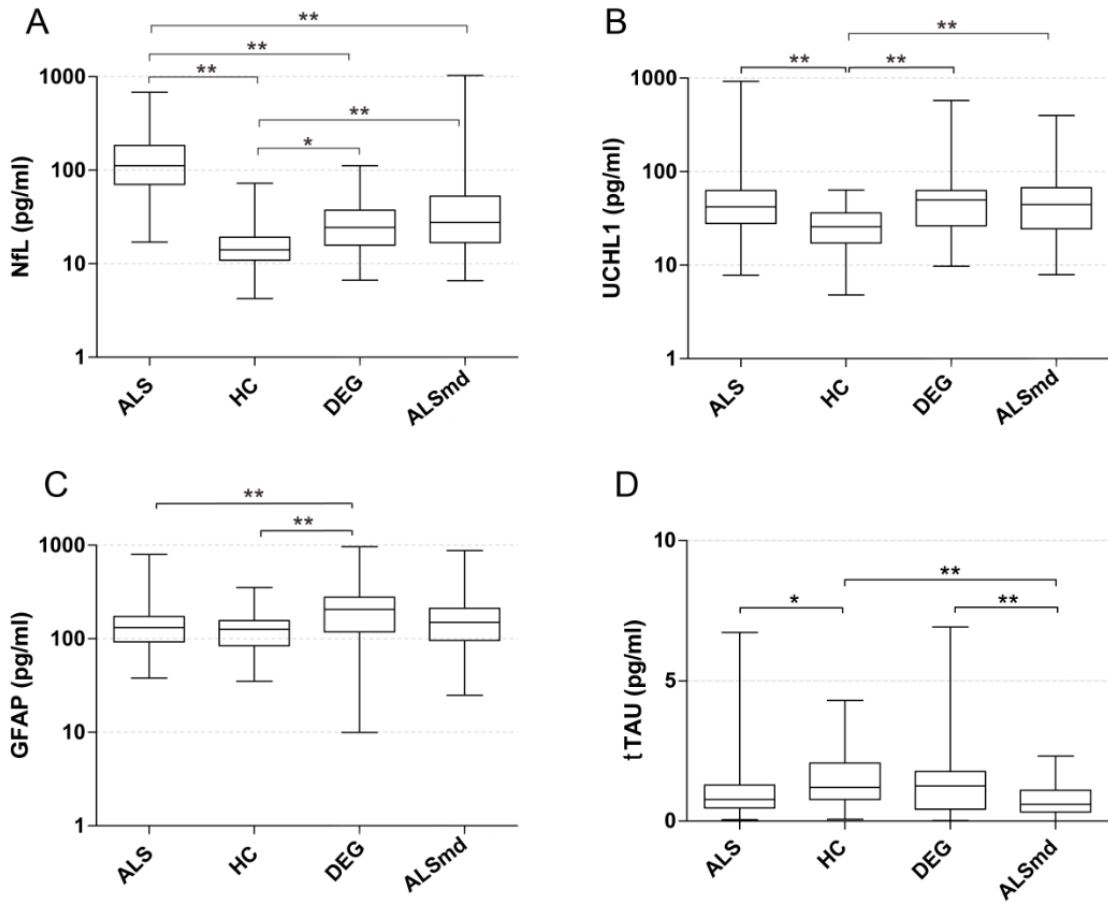 A
**
**
**
**
*
1000
100
10
1
NfL (pg/ml)
ALS
HC
DEG
ALSmd
B
**
**
**
1000
100
10
1
UCHL1 (pg/ml)
ALS
HC
DEG
ALSmd
C
**
**
1000
100
10
1
GFAP (pg/ml)
ALS
HC
DEG
ALSmd
D
**
*
**
10
5
0
tTAU (pg/ml)
ALS
HC
DEG
ALSmd